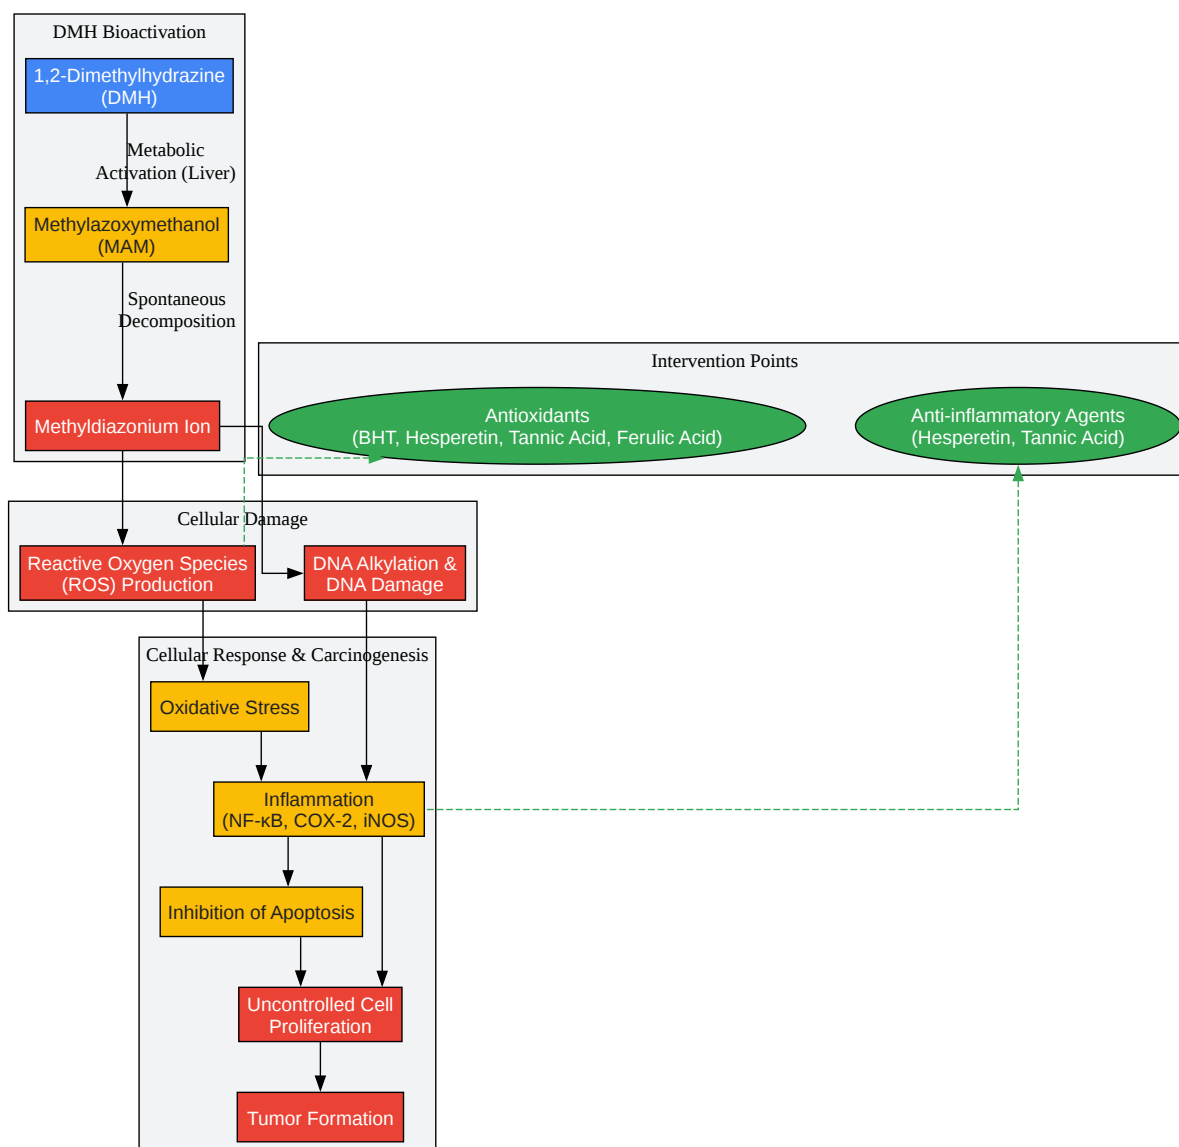 DMH Bioactivation
1,2-Dimethylhydrazine
(DMH)
Metabolic
Activation (Liver)
Methylazoxymethanol
(MAM)
Spontaneous
Decomposition
Methyldiazonium Ion
Intervention Points
Antioxidants
(BHT, Hesperetin, Tannic Acid, Ferulic Acid)
Anti-inflammatory Agents
(Hesperetin, Tannic Acid)
Cellular Damage
Reactive Oxygen Species
(ROS) Production
DNA Alkylation &
DNA Damage
Cellular Response & Carcinogenesis
Oxidative Stress
Inflammation
(NF-κB, COX-2, iNOS)
Inhibition of Apoptosis
Uncontrolled Cell
Proliferation
Tumor Formation